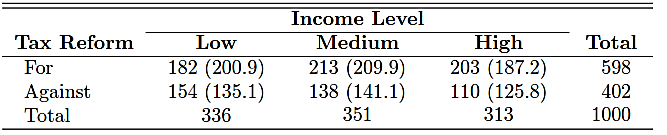 Income Level
Tax Reform Low Medium High Total
For 182 (200.9) 213 (209.9) 203 (187.2) 598
Against 154 (135.1) 138 (141.1) 110 (125.8) 402
Total 336 351 313 1000